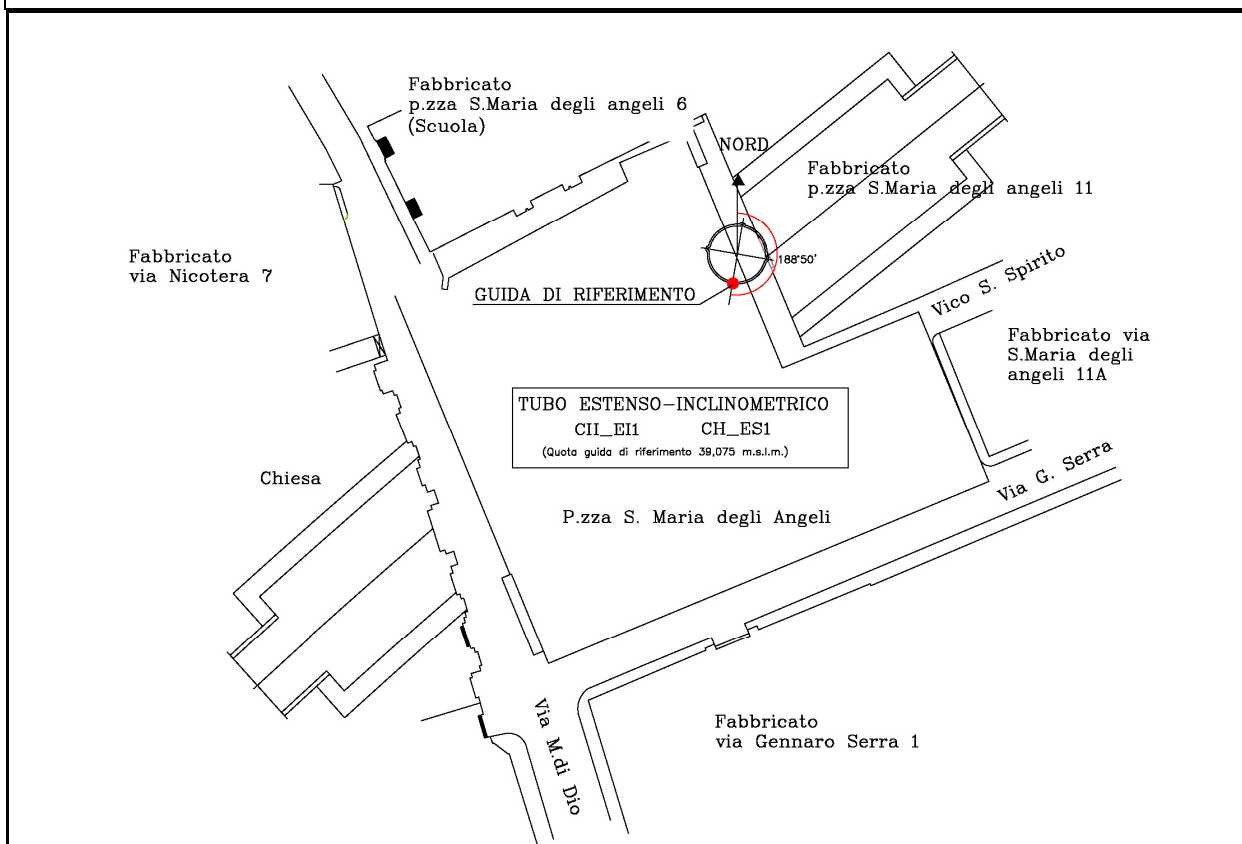 Fabbricato
p.zza S.Maria degli angeli 6
(Scuola)
NORD
Fabbricato
p.zza S.Maria degli angeli 11
Fabbricato
via Nicotera 7
188°50'
GUIDA DI RIFERIMENTO
Vico S. Spirito
Fabbricato via
S.Maria degli
angeli 11A
TUBO ESTENSO-INCLINOMETRICO
CH_EI1 CH_ES1
(Quota guida di riferimento 39,075 m.s.l.m.)
Chiesa
Via G. Serra
P.zza S. Maria degli Angeli
Via M.di Dio
Fabbricato
via Gennaro Serra 1